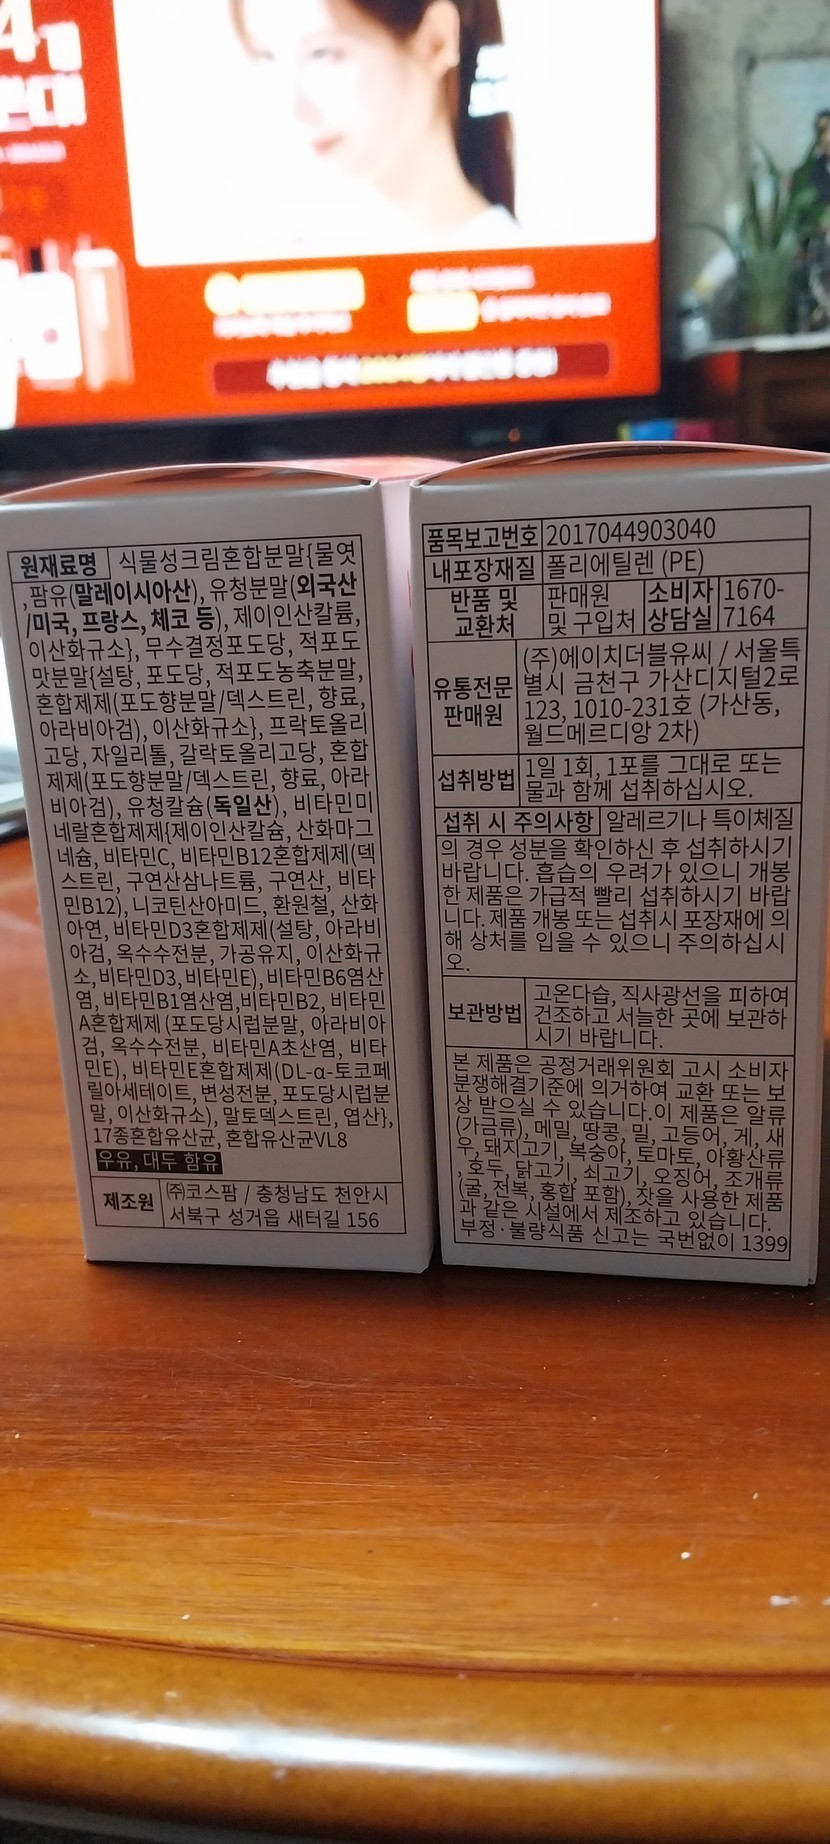 원재료명 식물성크림혼합분말{물엿
,팜유(말레이시아산), 유청분말(외국산
/미국, 프랑스, 체코 등), 제이인산칼륨,
이산화규소}, 무수결정포도당, 적포도
맛분말{설탕, 포도당, 적포도농축분말,
혼합제제(포도향분말/덱스트린, 향료,
아라비아검), 이산화규소}, 프락토올리
고당, 자일리톨, 갈락토올리고당, 혼합
제제(포도향분말/덱스트린, 향료, 아라
비아검), 유청칼슘(독일산), 비타민미
네랄혼합제제{제이인산칼슘, 산화마그
네슘, 비타민C, 비타민B12혼합제제(덱
스트린, 구연산삼나트륨, 구연산, 비타
민B12), 니코틴산아미드, 환원철, 산화
아연, 비타민D3혼합제제(설탕, 아라비
아검, 옥수수전분, 가공유지, 이산화규
소,비타민D3,비타민E),비타민B6염산
염,비타민B1염산염,비타민B2, 비타민
A혼합제제 (포도당시럽분말, 아라비아
검, 옥수수전분, 비타민A초산염, 비타
민E), 비타민E혼합제제(DL-α-토코페
릴아세테이트, 변성전분, 포도당시럽분
말, 이산화규소), 말토덱스트린, 엽산},
17종혼합유산균, 혼합유산균VL8
우유, 대두 함유
제조원 ㈜코스팜 / 충청남도 천안시
서북구 성거읍 새터길 156
품목보고번호 2017044903040
내포장재질 폴리에틸렌 (PE)
반품 및 교환처 판매원 및 구입처 소비자 상담실 1670-7164
유통전문판매원 (주)에이치더블유씨 / 서울특
별시 금천구 가산디지털2로
123, 1010-231호 (가산동,
월드메르디앙 2차)
섭취방법 1일 1회, 1포를 그대로 또는
물과 함께 섭취하십시오.
섭취 시 주의사항 알레르기나 특이체질
의 경우 성분을 확인하신 후 섭취하시기
바랍니다. 흡습의 우려가 있으니 개봉
한 제품은 가급적 빨리 섭취하시기 바랍
니다. 제품 개봉 또는 섭취시 포장재에 의
해 상처를 입을 수 있으니 주의하십시
오.
보관방법 고온다습, 직사광선을 피하여
건조하고 서늘한 곳에 보관하
시기 바랍니다.
본 제품은 공정거래위원회 고시 소비자
분쟁해결기준에 의거하여 교환 또는 보
상 받으실 수 있습니다.이 제품은 알류
(가금류), 메밀, 땅콩, 밀, 고등어, 게, 새
우, 돼지고기, 복숭아, 토마토, 아황산류
, 호두, 닭고기, 쇠고기, 오징어, 조개류
(굴, 전복, 홍합 포함), 잣을 사용한 제품
과 같은 시설에서 제조하고 있습니다.
부정·불량식품 신고는 국번없이 1399